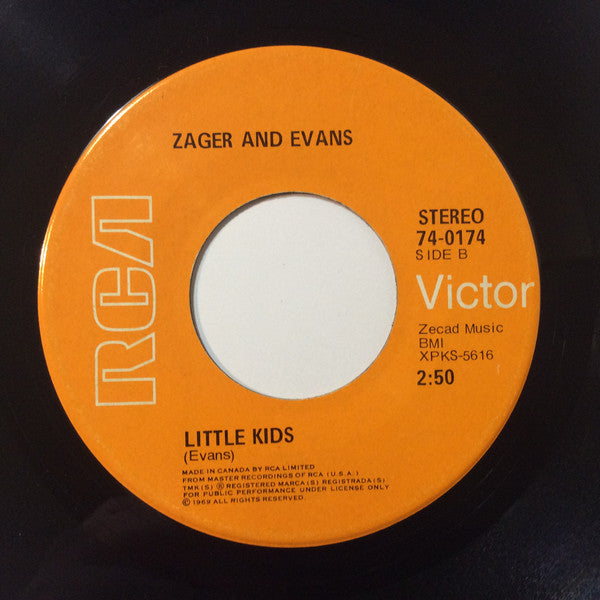 ZAGER AND EVANS
RCA
STEREO
74-0174
SIDE B
Victor
Zecad Music
BMI
XPKS-5616
2:50
LITTLE KIDS
(Evans)
MADE IN CANADA BY RCA LIMITED
FROM MASTER RECORDINGS OF RCA (U.S.A.)
TMK(S) ® REGISTERED MARCA(S) REGISTRADA(S)
FOR PUBLIC PERFORMANCE UNDER LICENSE ONLY
©1969 ALL RIGHTS RESERVED.